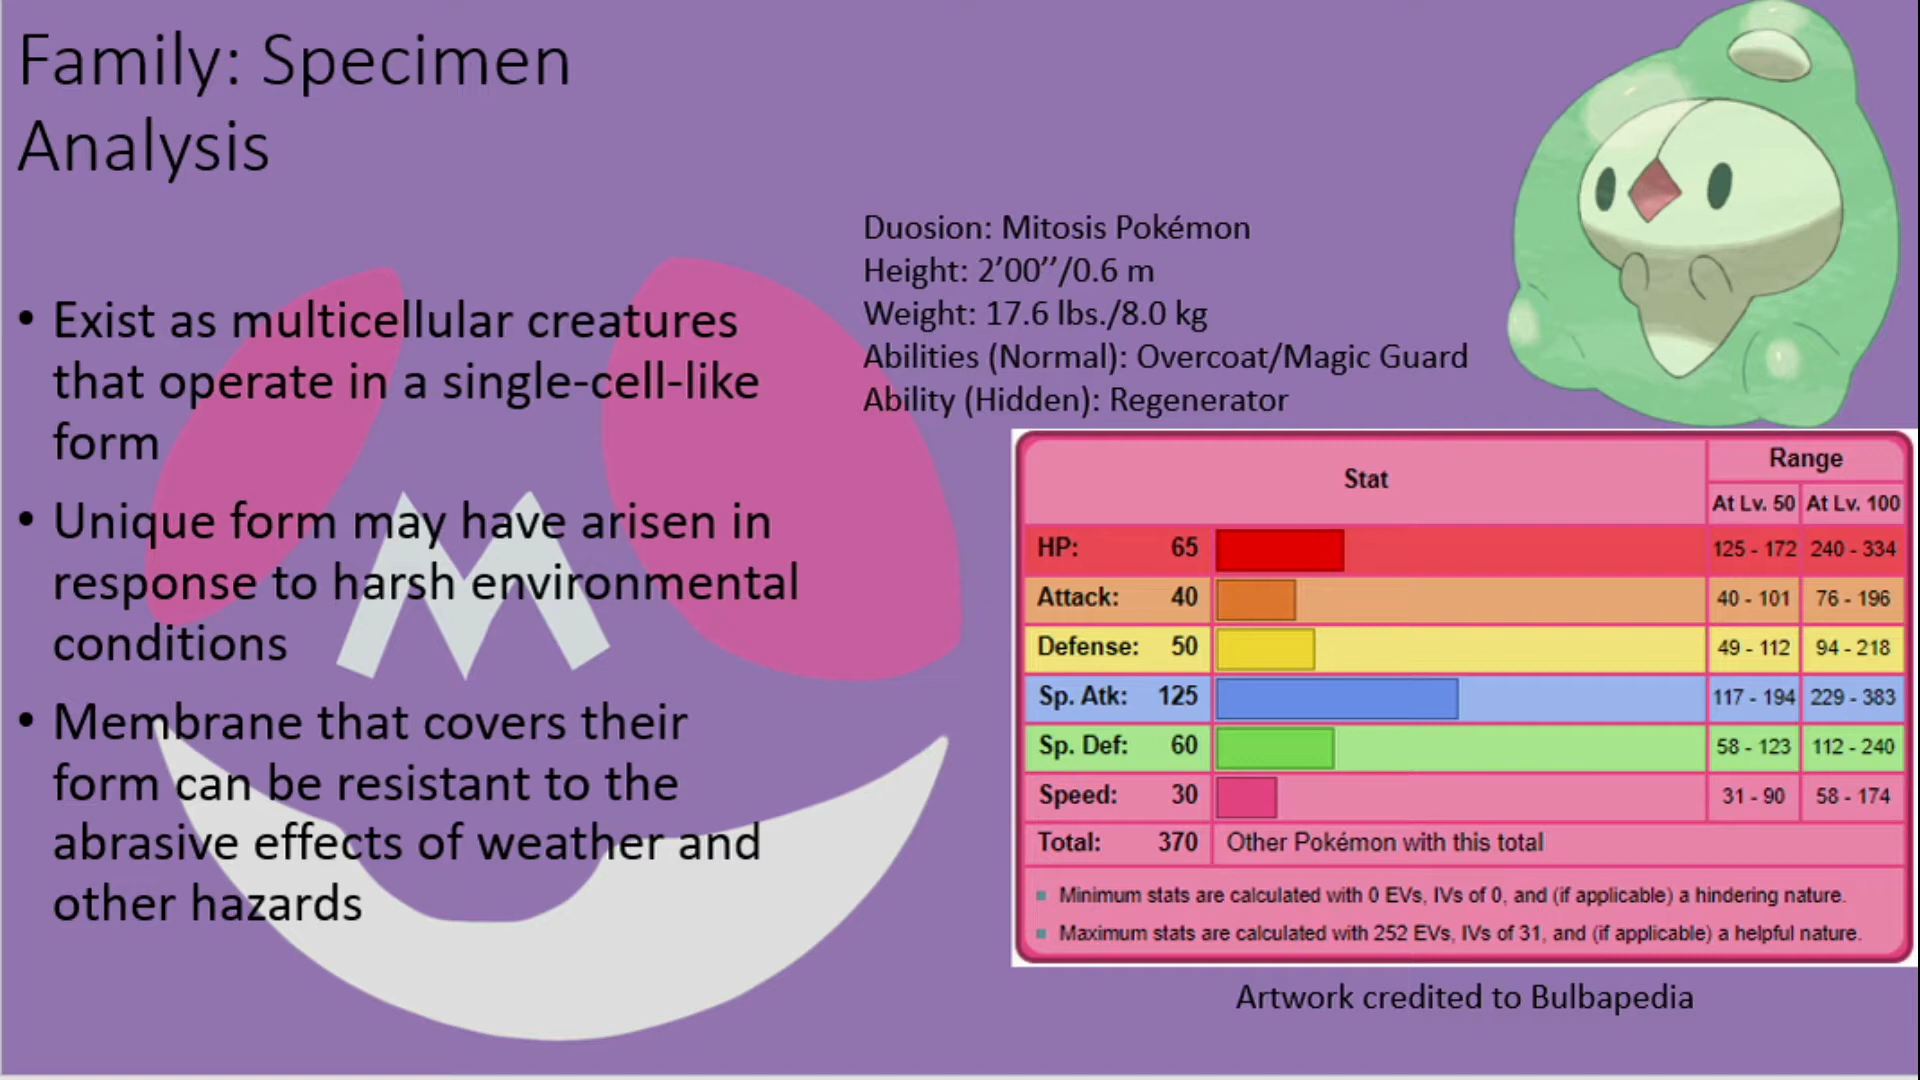 Family: Specimen
Analysis
• Exist as multicellular creatures
that operate in a single-cell-like
form
• Unique form may have arisen in
response to harsh environmental
conditions
• Membrane that covers their
form can be resistant to the
abrasive effects of weather and
other hazards
Duosion: Mitosis Pokémon
Height: 2’00’’/0.6 m
Weight: 17.6 lbs./8.0 kg
Abilities (Normal): Overcoat/Magic Guard
Ability (Hidden): Regenerator
Stat Range
At Lv. 50 At Lv. 100
HP: 65 125 - 172 240 - 334
Attack: 40 40 - 101 76 - 196
Defense: 50 49 - 112 94 - 218
Sp. Atk: 125 117 - 194 229 - 383
Sp. Def: 60 58 - 123 112 - 240
Speed: 30 31 - 90 58 - 174
Total: 370 Other Pokémon with this total
Minimum stats are calculated with 0 EVs, IVs of 0, and (if applicable) a hindering nature.
Maximum stats are calculated with 252 EVs, IVs of 31, and (if applicable) a helpful nature.
Artwork credited to Bulbapedia
M